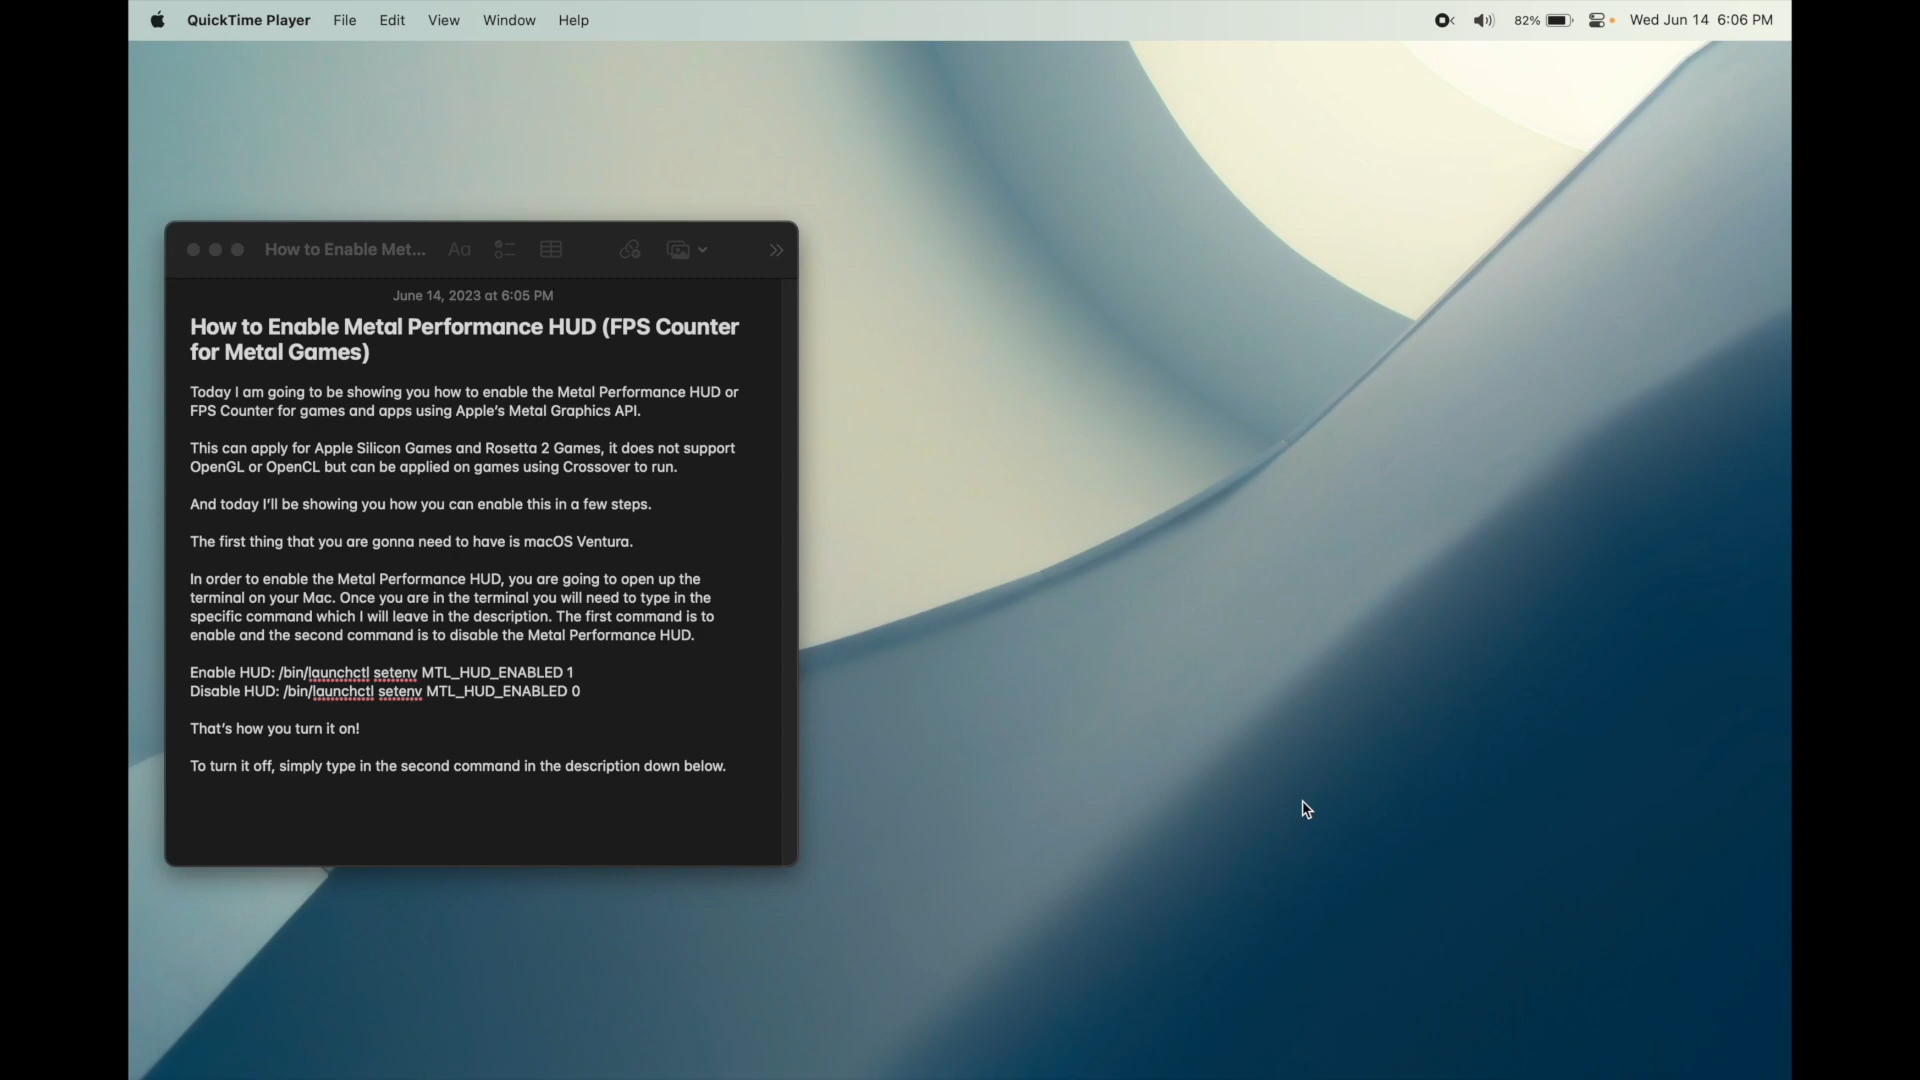 QuickTime Player File Edit View Window Help 82% Wed Jun 14 6:06 PM
How to Enable Met... Aa
June 14, 2023 at 6:05 PM
How to Enable Metal Performance HUD (FPS Counter
for Metal Games)
Today I am going to be showing you how to enable the Metal Performance HUD or
FPS Counter for games and apps using Apple's Metal Graphics API.
This can apply for Apple Silicon Games and Rosetta 2 Games, it does not support
OpenGL or OpenCL but can be applied on games using Crossover to run.
And today I'll be showing you how you can enable this in a few steps.
The first thing that you are gonna need to have is macOS Ventura.
In order to enable the Metal Performance HUD, you are going to open up the
terminal on your Mac. Once you are in the terminal you will need to type in the
specific command which I will leave in the description. The first command is to
enable and the second command is to disable the Metal Performance HUD.
Enable HUD: /bin/launchctl setenv MTL_HUD_ENABLED 1
Disable HUD: /bin/launchctl setenv MTL_HUD_ENABLED 0
That's how you turn it on!
To turn it off, simply type in the second command in the description down below.